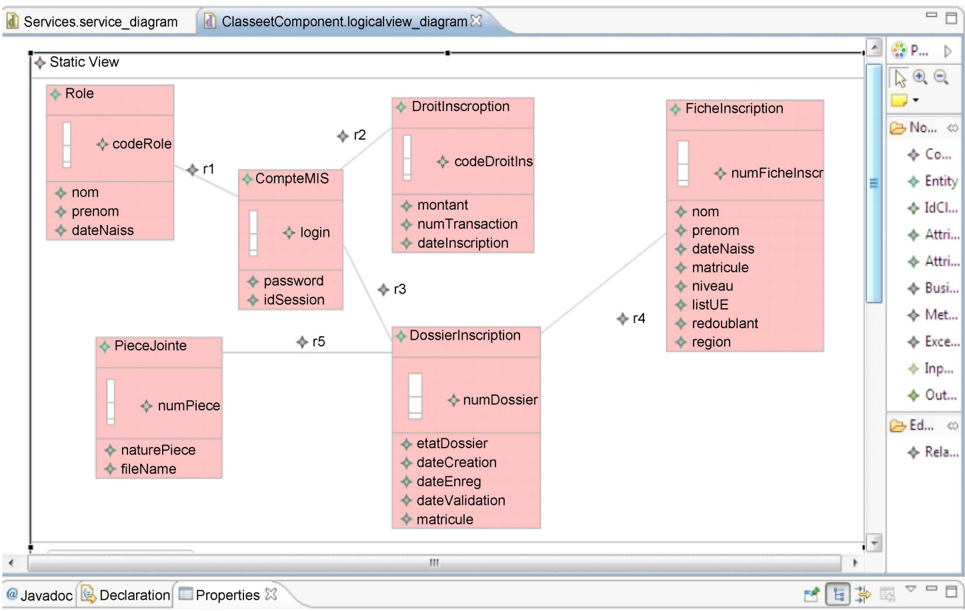 Services.service_diagram
ClasseetComponent.logicalview_diagram
Static View
P...
Role
codeRole
nom
prenom
dateNaiss
r1
CompteMIS
login
password
idSession
r2
DroitInscroption
codeDroitIns
montant
numTransaction
dateInscription
FicheInscription
numFicheInscr
nom
prenom
dateNaiss
matricule
niveau
listUE
redoublant
region
r3
r4
r5
PieceJointe
numPiece
naturePiece
fileName
DossierInscription
numDossier
etatDossier
dateCreation
dateEnreg
dateValidation
matricule
No...
Co...
Entity
IdCl...
Attri...
Attri...
Busi...
Met...
Exce...
Inp...
Out...
Ed...
Rela...
@ Javadoc
Declaration
Properties